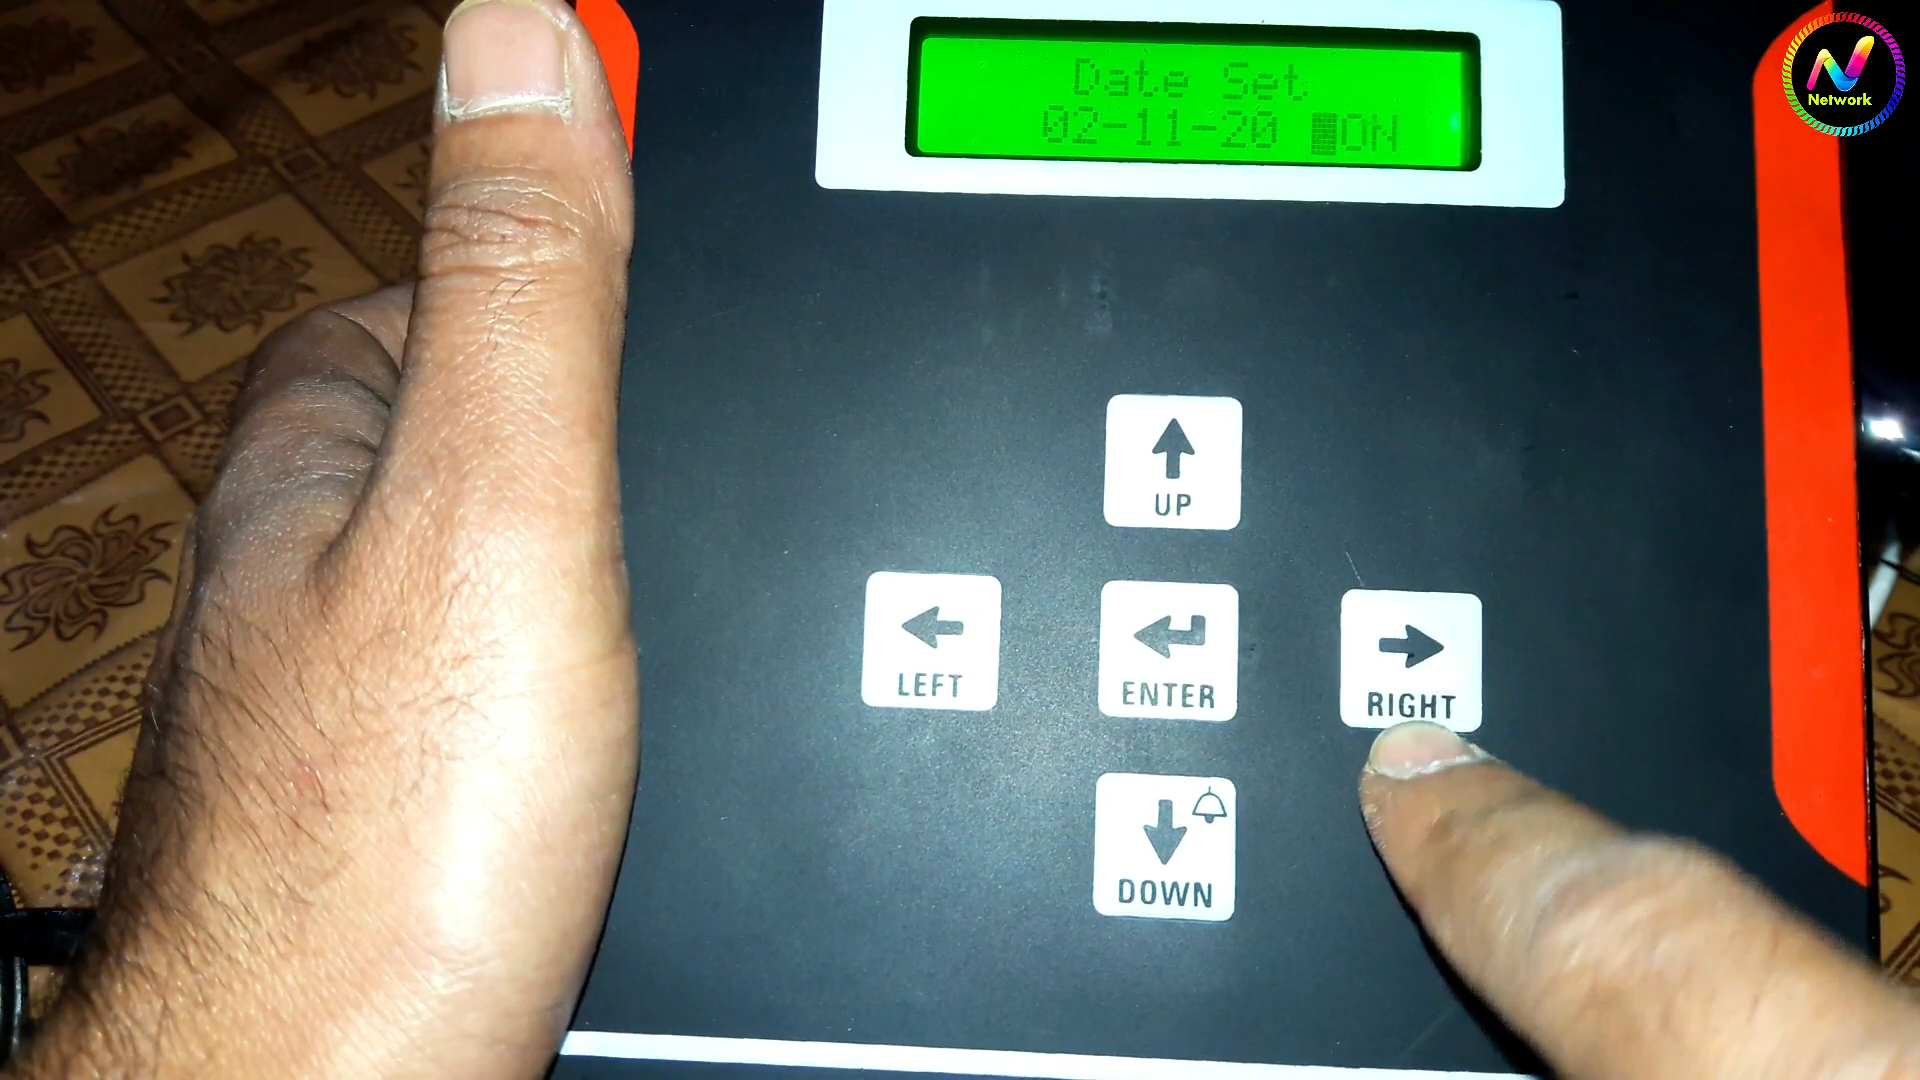 Date Set
02-11-20 █ON
Network
UP
LEFT
ENTER
RIGHT
DOWN